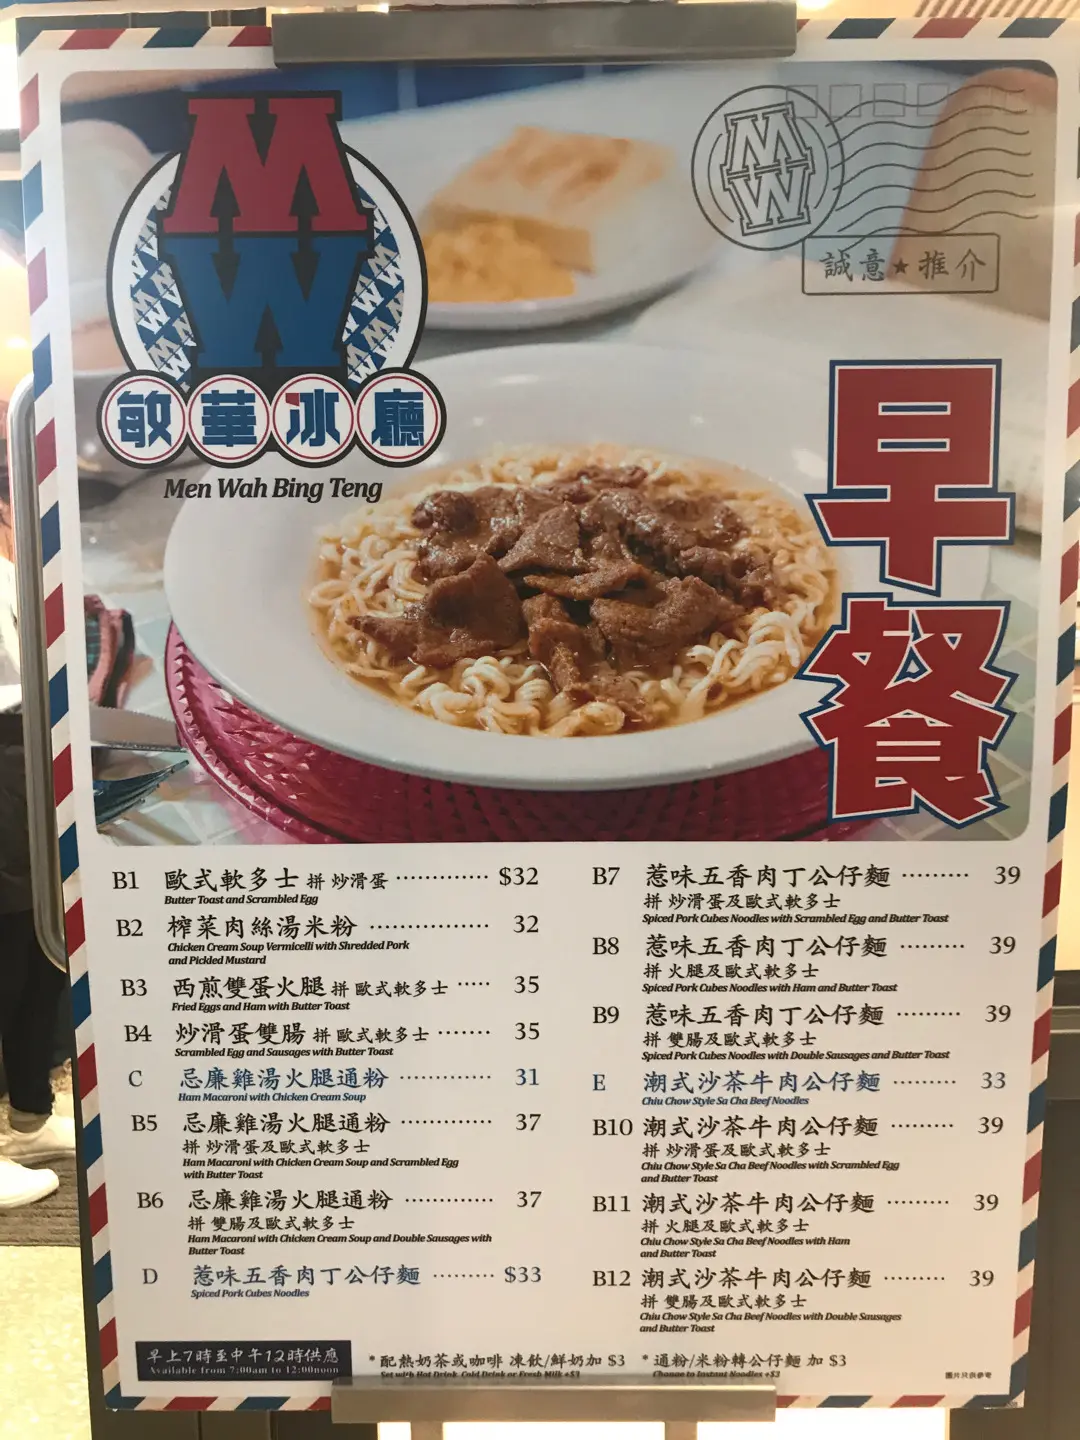 MW
敏華冰廳
Men Wah Bing Teng
MW
誠意★推介
早餐
B1 歐式軟多士 拼 炒滑蛋 ············· $32
Butter Toast and Scrambled Egg
B2 榨菜肉絲湯米粉 ················· 32
Chicken Cream Soup Vermicelli with Shredded Pork
and Pickled Mustard
B3 西煎雙蛋火腿 拼 歐式軟多士 ····· 35
Fried Eggs and Ham with Butter Toast
B4 炒滑蛋雙腸 拼 歐式軟多士 ········ 35
Scrambled Egg and Sausages with Butter Toast
C 忌廉雞湯火腿通粉 ············· 31
Ham Macaroni with Chicken Cream Soup
B5 忌廉雞湯火腿通粉 ············· 37
拼 炒滑蛋及歐式軟多士
Ham Macaroni with Chicken Cream Soup and Scrambled Egg
with Butter Toast
B6 忌廉雞湯火腿通粉 ············· 37
拼 雙腸及歐式軟多士
Ham Macaroni with Chicken Cream Soup and Double Sausages with
Butter Toast
D 惹味五香肉丁公仔麵 ········· $33
Spiced Pork Cubes Noodles
B7 惹味五香肉丁公仔麵 ·········· 39
拼 炒滑蛋及歐式軟多士
Spiced Pork Cubes Noodles with Scrambled Egg and Butter Toast
B8 惹味五香肉丁公仔麵 ·········· 39
拼 火腿及歐式軟多士
Spiced Pork Cubes Noodles with Ham and Butter Toast
B9 惹味五香肉丁公仔麵 ·········· 39
拼 雙腸及歐式軟多士
Spiced Pork Cubes Noodles with Double Sausages and Butter Toast
E 潮式沙茶牛肉公仔麵 ·········· 33
Chiu Chow Style Sa Cha Beef Noodles
B10 潮式沙茶牛肉公仔麵 ·········· 39
拼 炒滑蛋及歐式軟多士
Chiu Chow Style Sa Cha Beef Noodles with Scrambled Egg
and Butter Toast
B11 潮式沙茶牛肉公仔麵 ·········· 39
拼 火腿及歐式軟多士
Chiu Chow Style Sa Cha Beef Noodles with Ham
and Butter Toast
B12 潮式沙茶牛肉公仔麵 ·········· 39
拼 雙腸及歐式軟多士
Chiu Chow Style Sa Cha Beef Noodles with Double Sausages
and Butter Toast
早上7時至中午12時供應
Available from 7:00am to 12:00noon
*配熱奶茶或咖啡 凍飲/鮮奶加 $3
Set with Hot Drink. Cold Drink or Fresh Milk +$3
*通粉/米粉轉公仔麵 加 $3
Change to Instant Noodles +$3
圖片只供參考